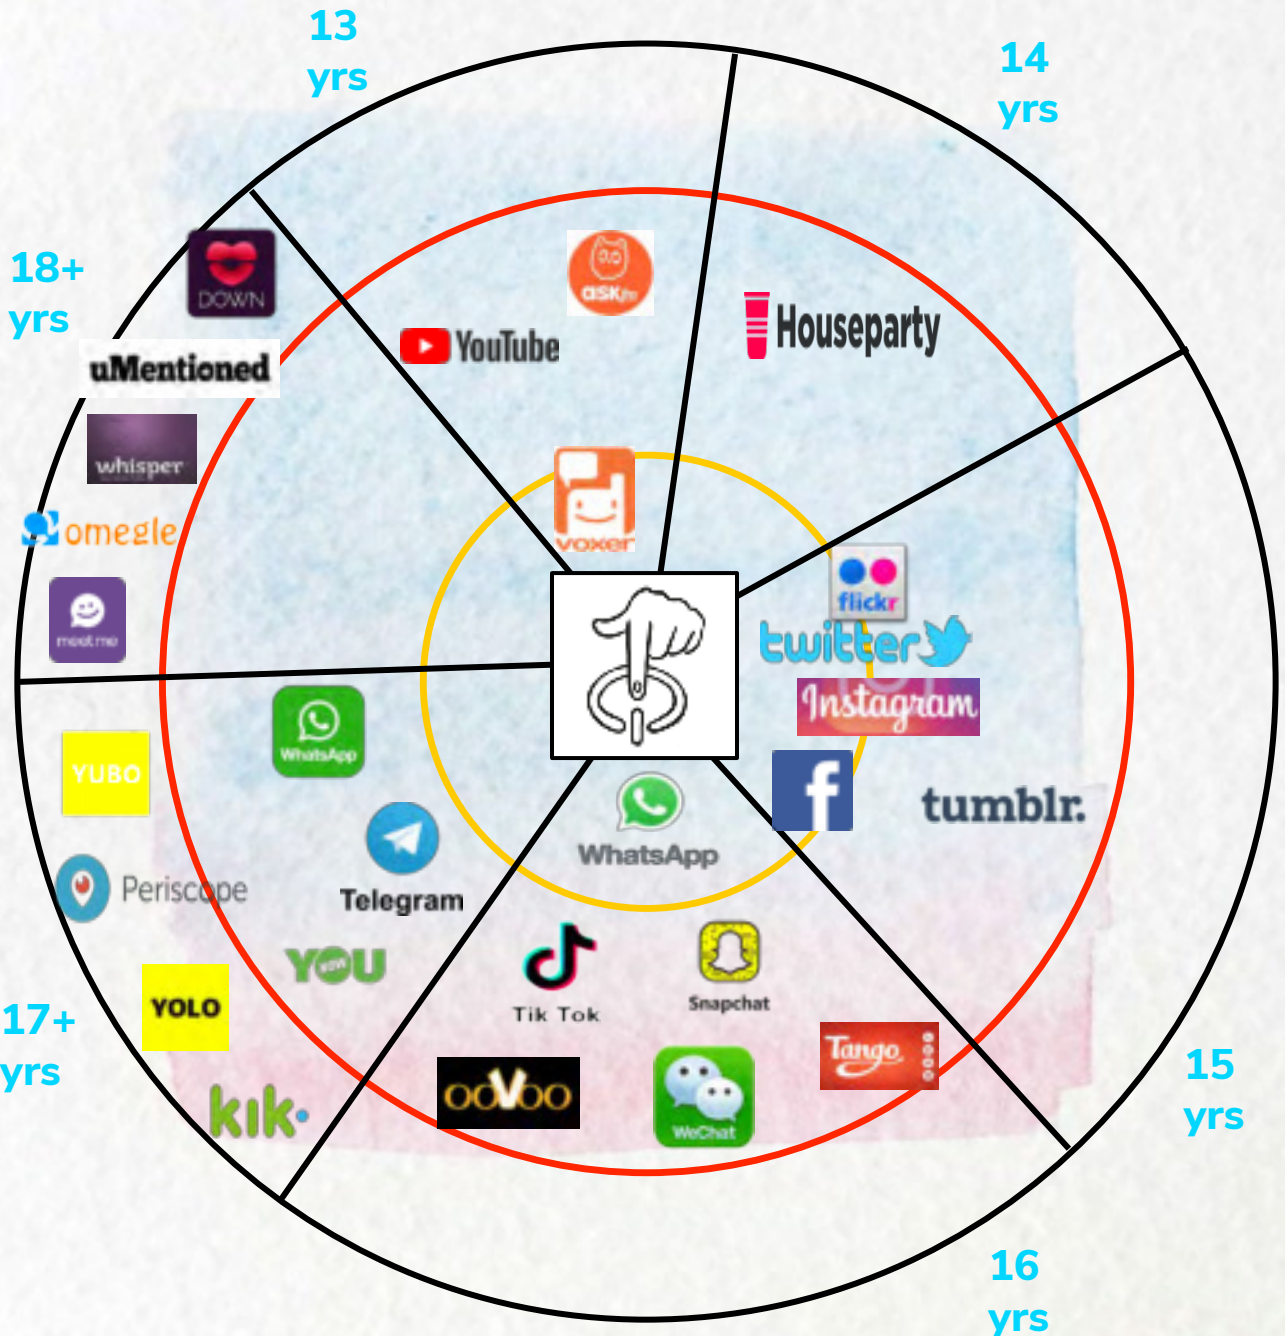 13
yrs
14
yrs
18+
yrs
DOWN
ask.fm
YouTube
Houseparty
uMentioned
whisper
omegle
meetme
voxer
flickr
twitter
Instagram
WhatsApp
YUBO
f
tumblr.
WhatsApp
Telegram
Periscope
YOU
NOW
Tik Tok
Snapchat
YOLO
17+
yrs
Tango
ooVoo
WeChat
kik
15
yrs
16
yrs